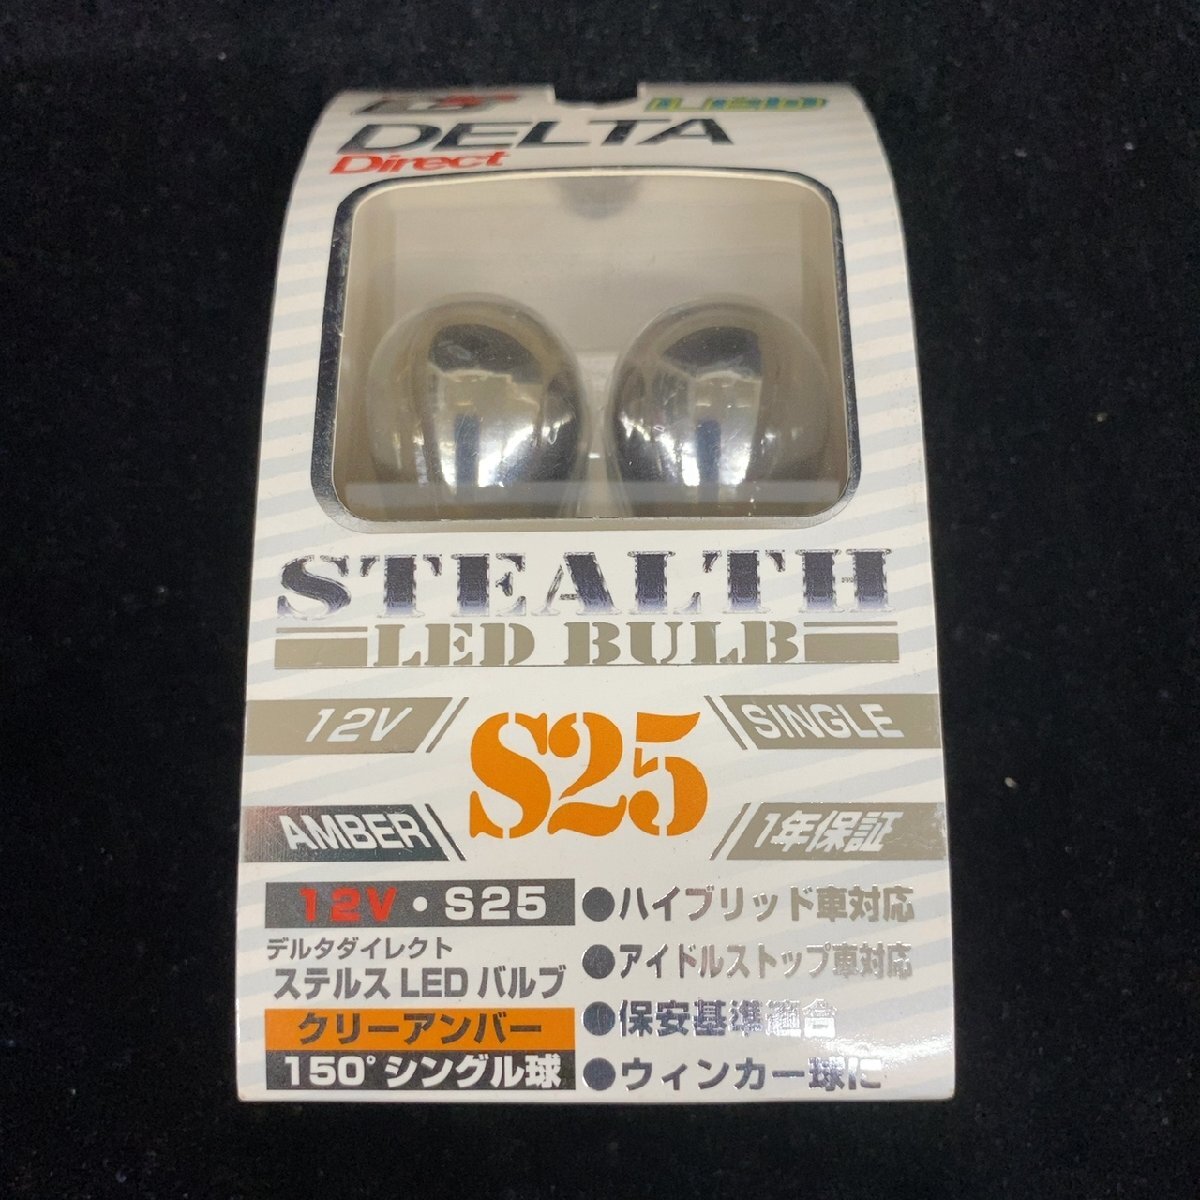 LED
DELTA
Direct
STEALTH
LED BULB
12V
S25
SINGLE
AMBER
1年保証
12V・S25
デルタダイレクト
ステルス LED バルブ
クリーアンバー
150°シングル球
●ハイブリッド車対応
●アイドルストップ車対応
●保安基準適合
●ウィンカー球に